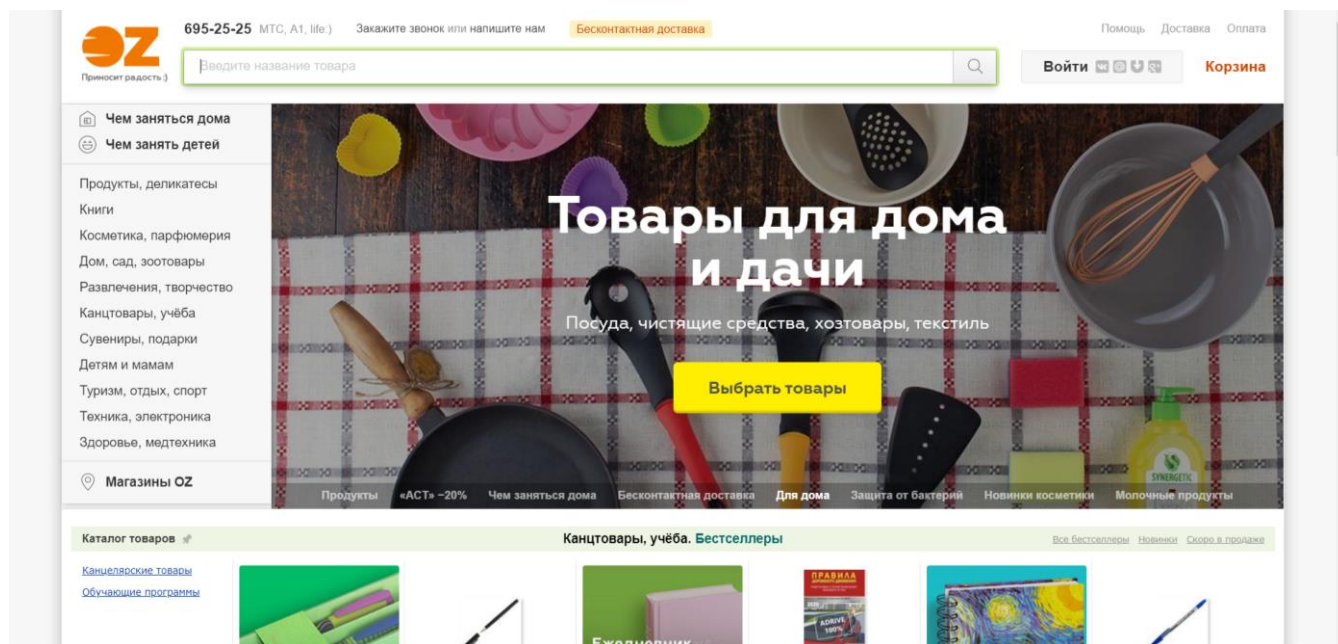 695-25-25 МТС, А1, life:) Закажите звонок или напишите нам Бесконтактная доставка Помощь Доставка Оплата
OZ
Приносит радость :)
Введите название товара
Войти
Корзина
Чем заняться дома
Чем занять детей
Продукты, деликатесы
Книги
Косметика, парфюмерия
Дом, сад, зоотовары
Развлечения, творчество
Канцтовары, учёба
Сувениры, подарки
Детям и мамам
Туризм, отдых, спорт
Техника, электроника
Здоровье, медтехника
Магазины OZ
Товары для дома
и дачи
Посуда, чистящие средства, хозтовары, текстиль
Выбрать товары
SYNERGETIC
Продукты «АСТ» −20% Чем заняться дома Бесконтактная доставка Для дома Защита от бактерий Новинки косметики Молочные продукты
Каталог товаров
Канцтовары, учёба. Бестселлеры
Все бестселлеры Новинки Скоро в продаже
Канцелярские товары
Обучающие программы
ПРАВИЛА
ADRIVE
100%
Ежедневник